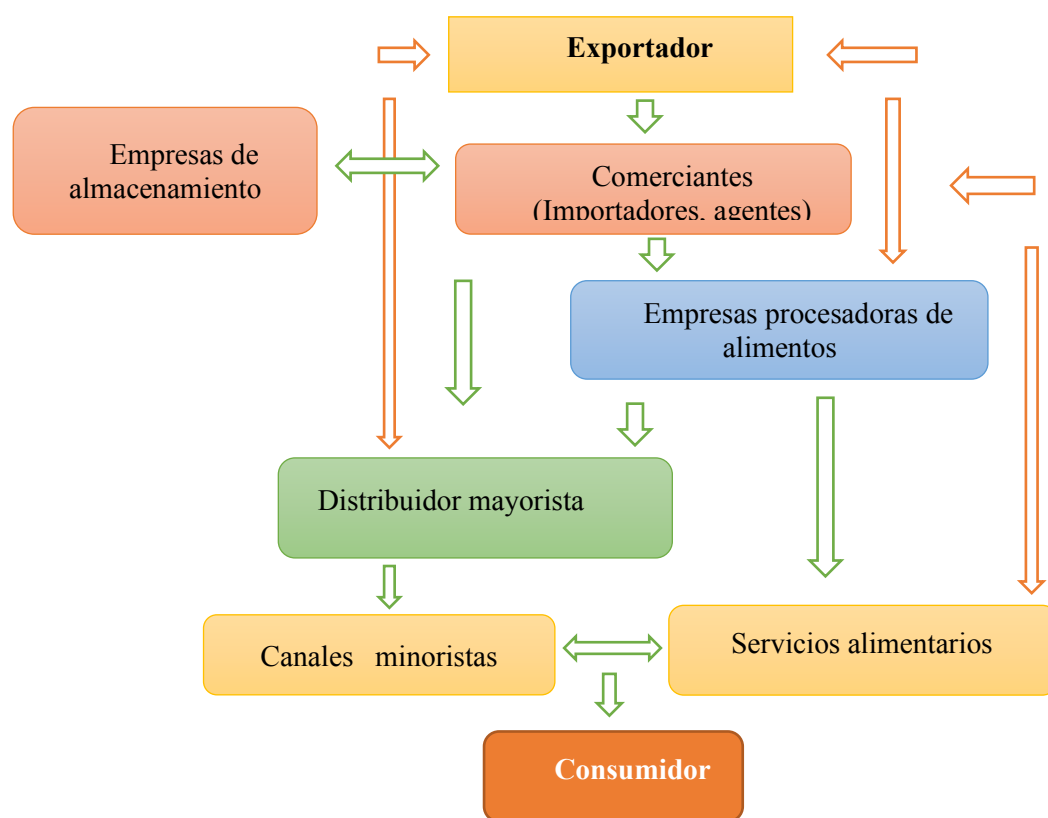 Exportador
Empresas de
almacenamiento
Comerciantes
(Importadores, agentes)
Empresas procesadoras de
alimentos
Distribuidor mayorista
Canales minoristas
Servicios alimentarios
Consumidor